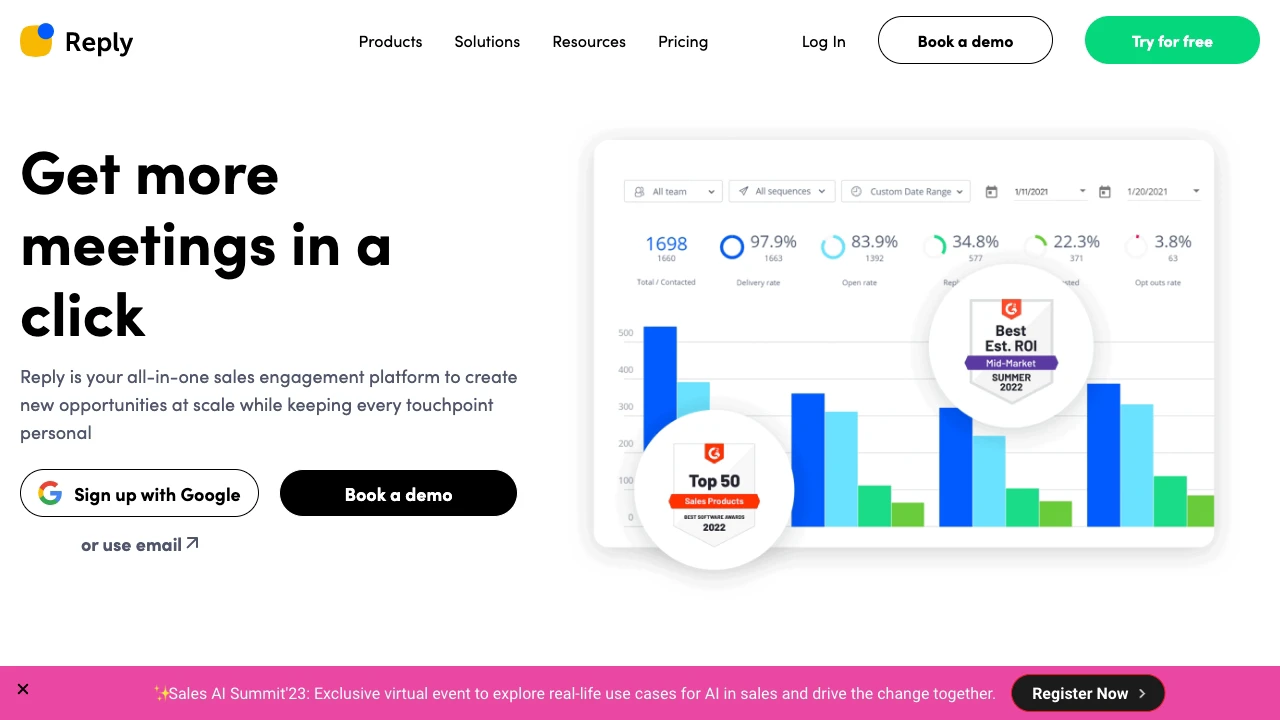 Reply
Products
Solutions
Resources
Pricing
Log In
Book a demo
Try for free
Get more
meetings in a
click
Reply is your all-in-one sales engagement platform to create
new opportunities at scale while keeping every touchpoint
personal
Sign up with Google
Book a demo
or use email
All team
All sequences
Custom Date Range
1/11/2021
1/20/2021
1698
1660
Total / Contacted
97.9%
1663
Delivery rate
83.9%
1392
Open rate
34.8%
577
22.3%
371
3.8%
63
Opt outs rate
500
400
300
200
100
0
Best
Est. ROI
Mid-Market
SUMMER
2022
Top 50
Sales Products
BEST SOFTWARE AWARDS
2022
✨Sales AI Summit'23: Exclusive virtual event to explore real-life use cases for AI in sales and drive the change together.
Register Now